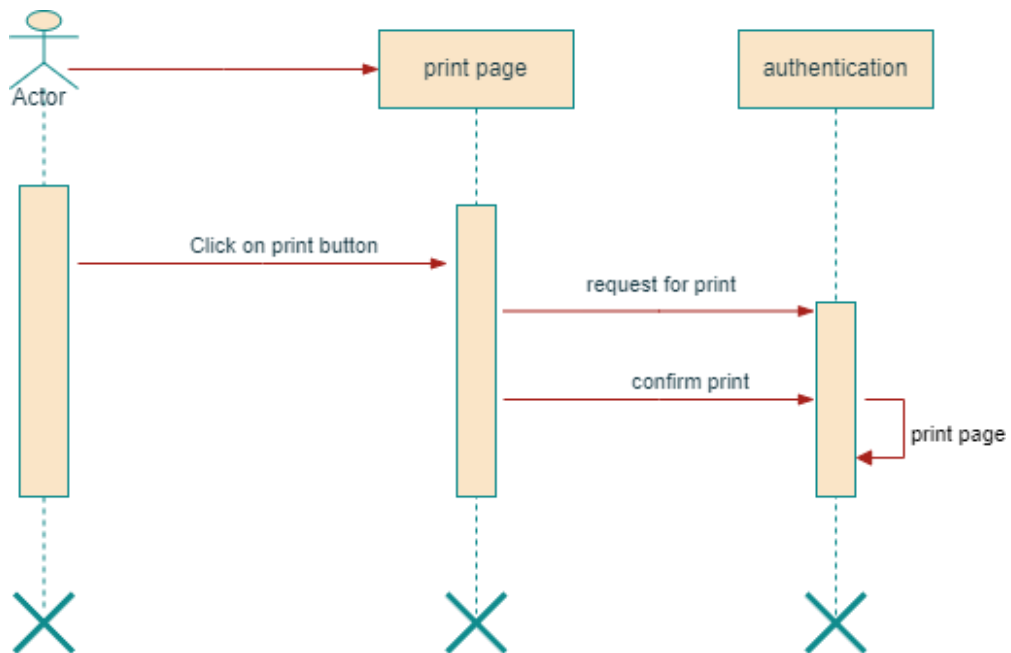 print page
authentication
Actor
Click on print button
request for print
confirm print
print page